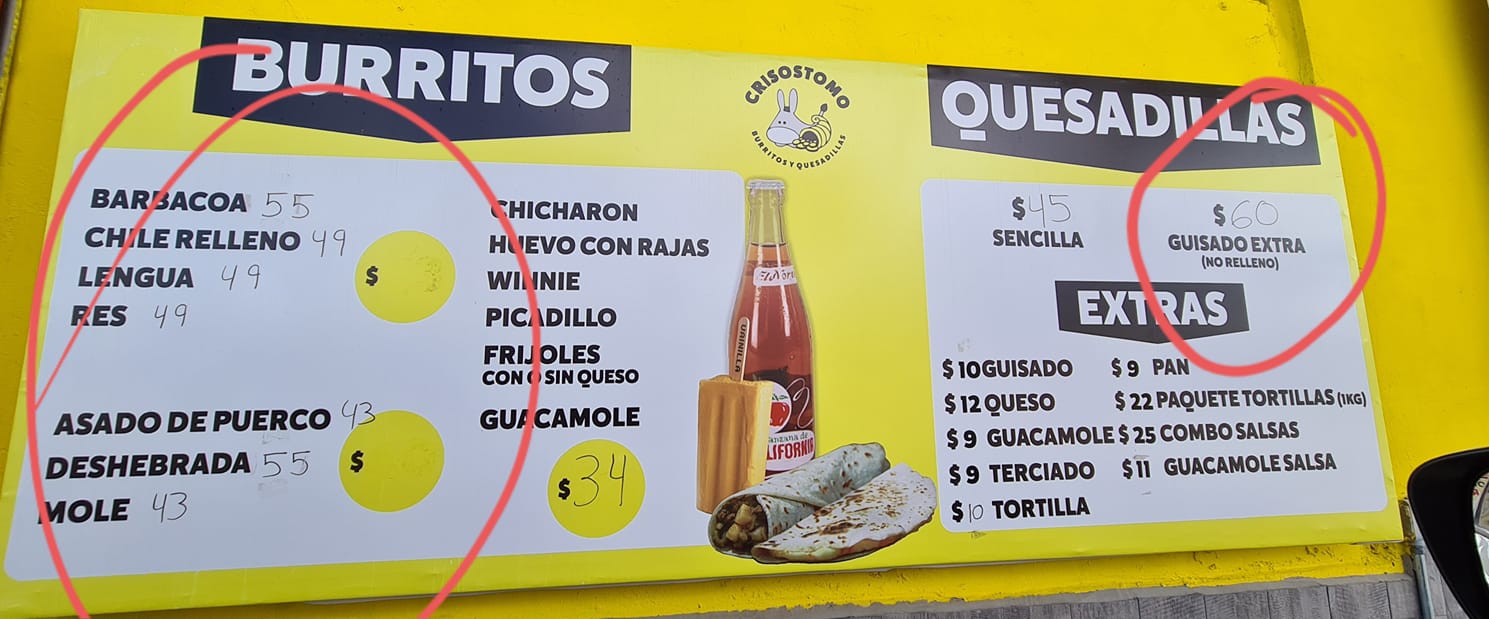 BURRITOS
BARBACOA 55
CHILE RELLENO 49
LENGUA 49
RES 49
$
ASADO DE PUERCO 43
DESHEBRADA 55
MOLE 43
$
CHICHARON
HUEVO CON RAJAS
WINNIE
PICADILLO
FRIJOLES
CON O SIN QUESO
GUACAMOLE
$34
CRISOSTOMO
BURRITOS Y QUESADILLAS
VAINILLA
CALIFORNIA
QUESADILLAS
$45
SENCILLA
$60
GUISADO EXTRA
(NO RELLENO)
EXTRAS
$10 GUISADO
$12 QUESO
$9 GUACAMOLE
$9 TERCIADO
$10 TORTILLA
$9 PAN
$22 PAQUETE TORTILLAS (1KG)
$25 COMBO SALSAS
$11 GUACAMOLE SALSA